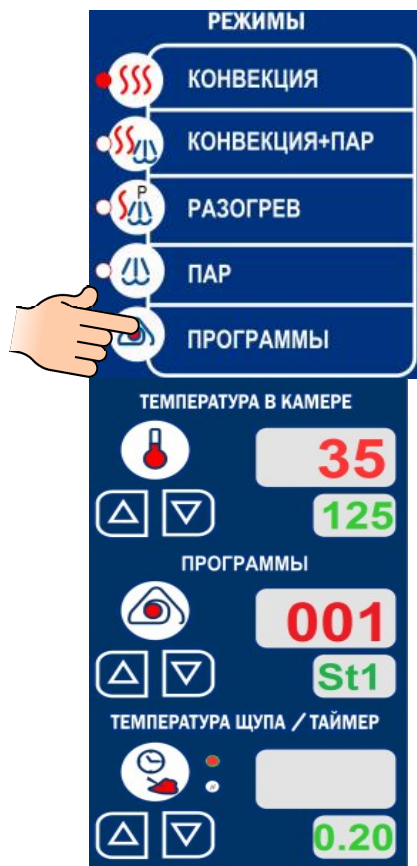 РЕЖИМЫ
КОНВЕКЦИЯ
КОНВЕКЦИЯ+ПАР
P
РАЗОГРЕВ
ПАР
ПРОГРАММЫ
ТЕМПЕРАТУРА В КАМЕРЕ
35
125
ПРОГРАММЫ
001
St1
ТЕМПЕРАТУРА ЩУПА / ТАЙМЕР
0.20